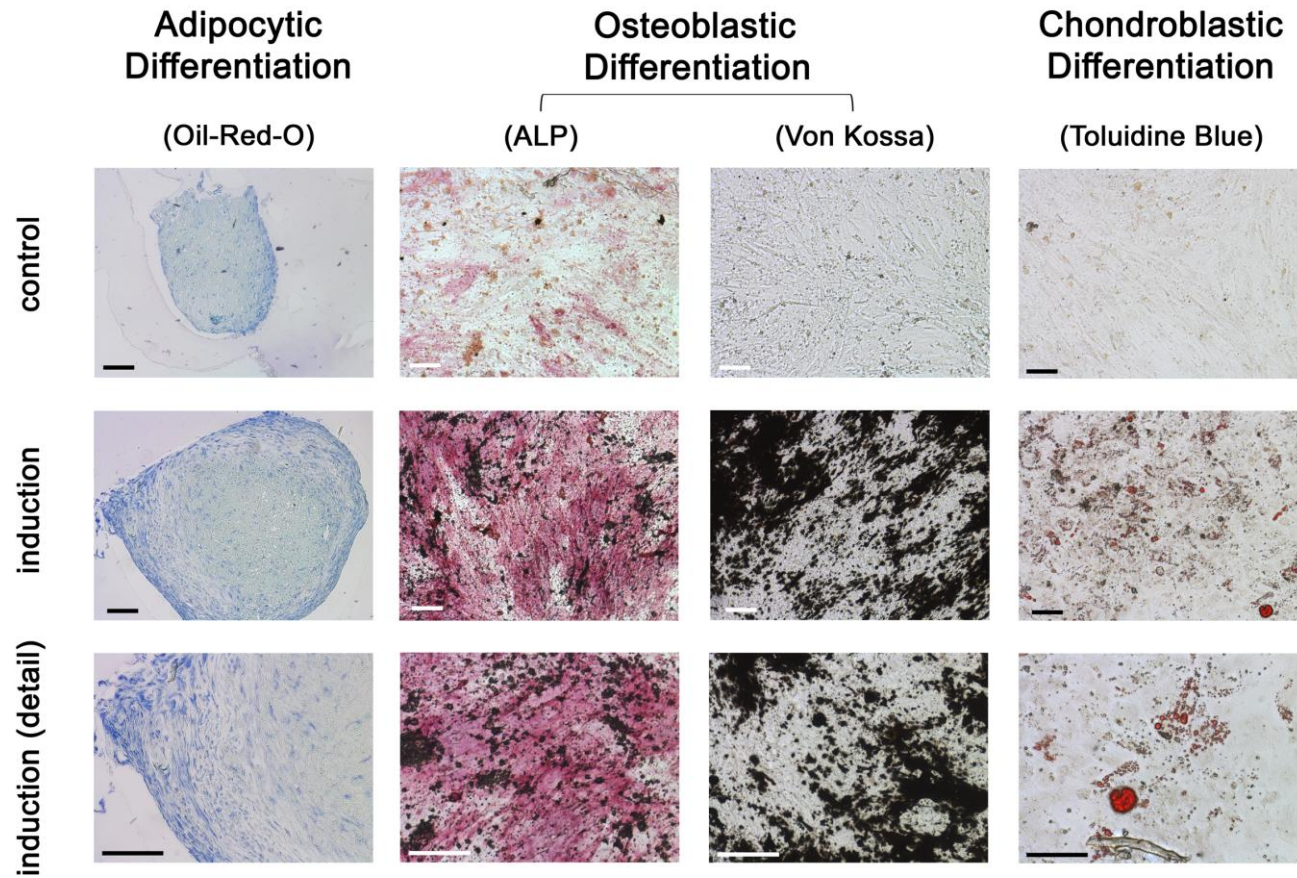 Adipocytic
Differentiation
Osteoblastic
Differentiation
Chondroblastic
Differentiation
(Oil-Red-O)
(ALP)
(Von Kossa)
(Toluidine Blue)
control
induction
induction (detail)